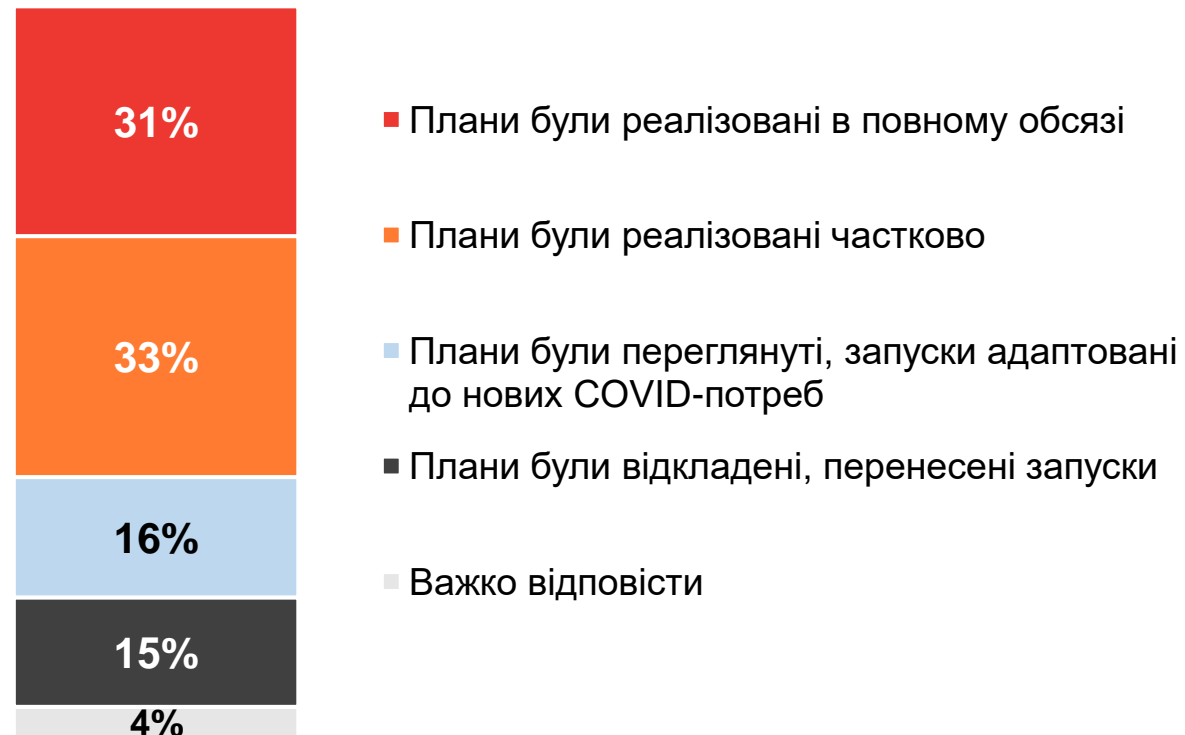 31%
Плани були реалізовані в повному обсязі
Плани були реалізовані частково
33%
Плани були переглянуті, запуски адаптовані
до нових COVID-потреб
Плани були відкладені, перенесені запуски
16%
Важко відповісти
15%
4%